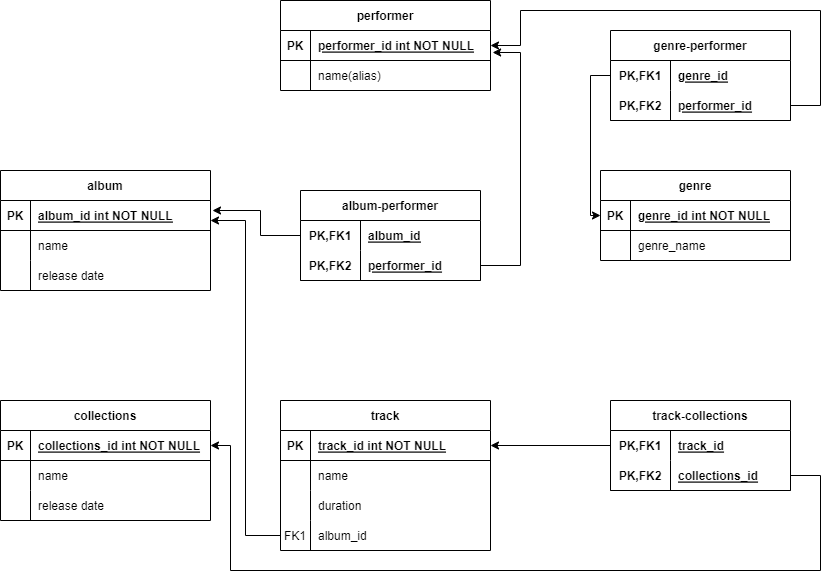 performer
PK performer_id int NOT NULL
name(alias)
genre-performer
PK,FK1 genre_id
PK,FK2 performer_id
album
PK album_id int NOT NULL
name
release date
album-performer
PK,FK1 album_id
PK,FK2 performer_id
genre
PK genre_id int NOT NULL
genre_name
collections
PK collections_id int NOT NULL
name
release date
track
PK track_id int NOT NULL
name
duration
FK1 album_id
track-collections
PK,FK1 track_id
PK,FK2 collections_id